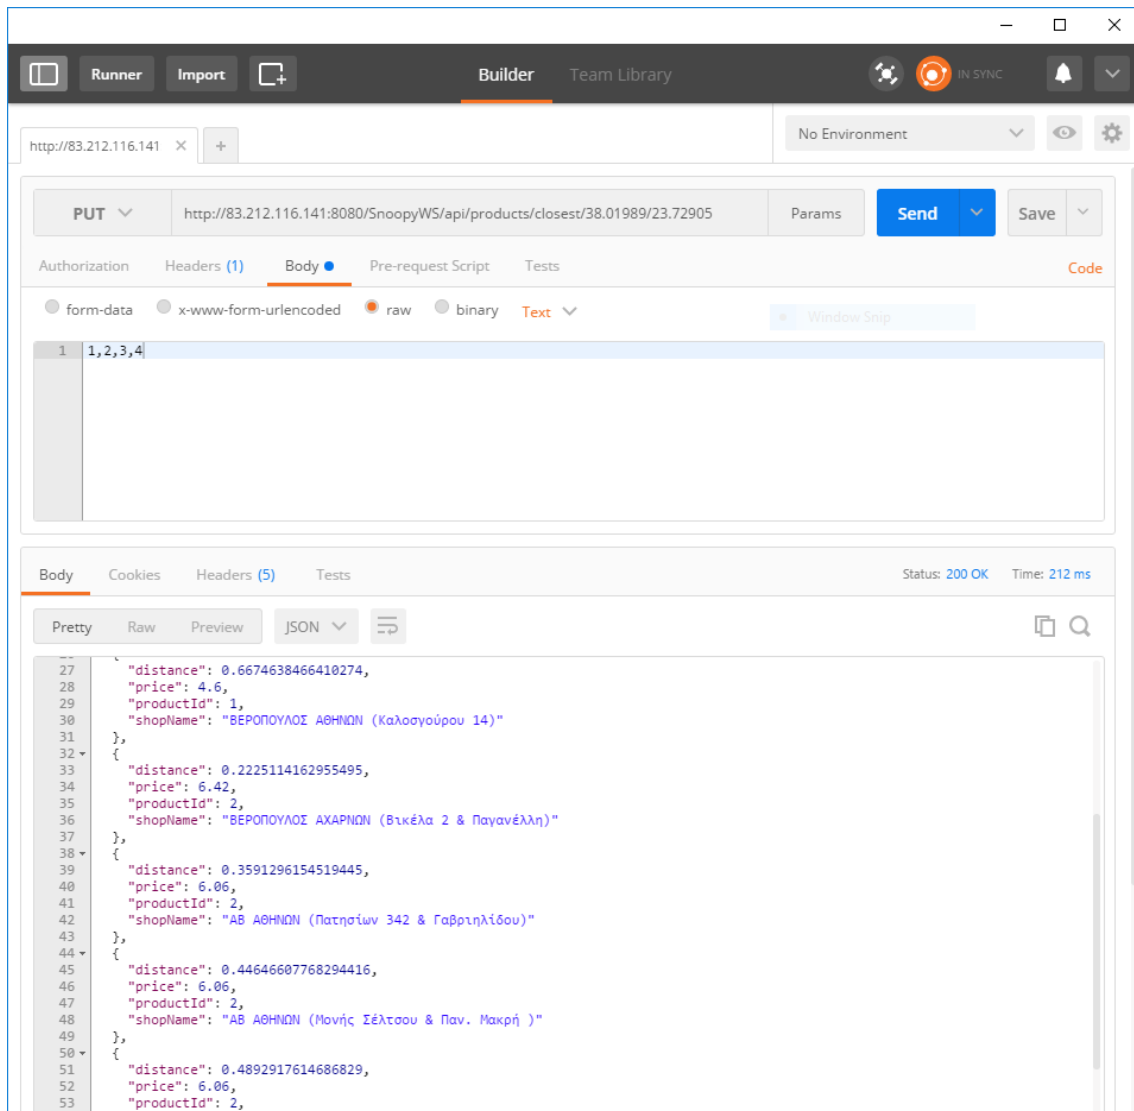 Runner Import Builder Team Library IN SYNC
http://83.212.116.141 No Environment
PUT http://83.212.116.141:8080/SnoopyWS/api/products/closest/38.01989/23.72905 Params Send Save
Authorization Headers (1) Body Pre-request Script Tests Code
form-data x-www-form-urlencoded raw binary Text Window Snip
1 1,2,3,4
Body Cookies Headers (5) Tests Status: 200 OK Time: 212 ms
Pretty Raw Preview JSON
27 "distance": 0.6674638466410274,
28 "price": 4.6,
29 "productId": 1,
30 "shopName": "ΒΕΡΟΠΟΥΛΟΣ ΑΘΗΝΩΝ (Καλοσγούρου 14)"
31 },
32 {
33 "distance": 0.2225114162955495,
34 "price": 6.42,
35 "productId": 2,
36 "shopName": "ΒΕΡΟΠΟΥΛΟΣ ΑΧΑΡΝΩΝ (Βικέλα 2 & Παγανέλλη)"
37 },
38 {
39 "distance": 0.3591296154519445,
40 "price": 6.06,
41 "productId": 2,
42 "shopName": "ΑΒ ΑΘΗΝΩΝ (Πατησίων 342 & Γαβριηλίδου)"
43 },
44 {
45 "distance": 0.44646607768294416,
46 "price": 6.06,
47 "productId": 2,
48 "shopName": "ΑΒ ΑΘΗΝΩΝ (Μονής Σέλτσου & Παν. Μακρή )"
49 },
50 {
51 "distance": 0.4892917614686829,
52 "price": 6.06,
53 "productId": 2,